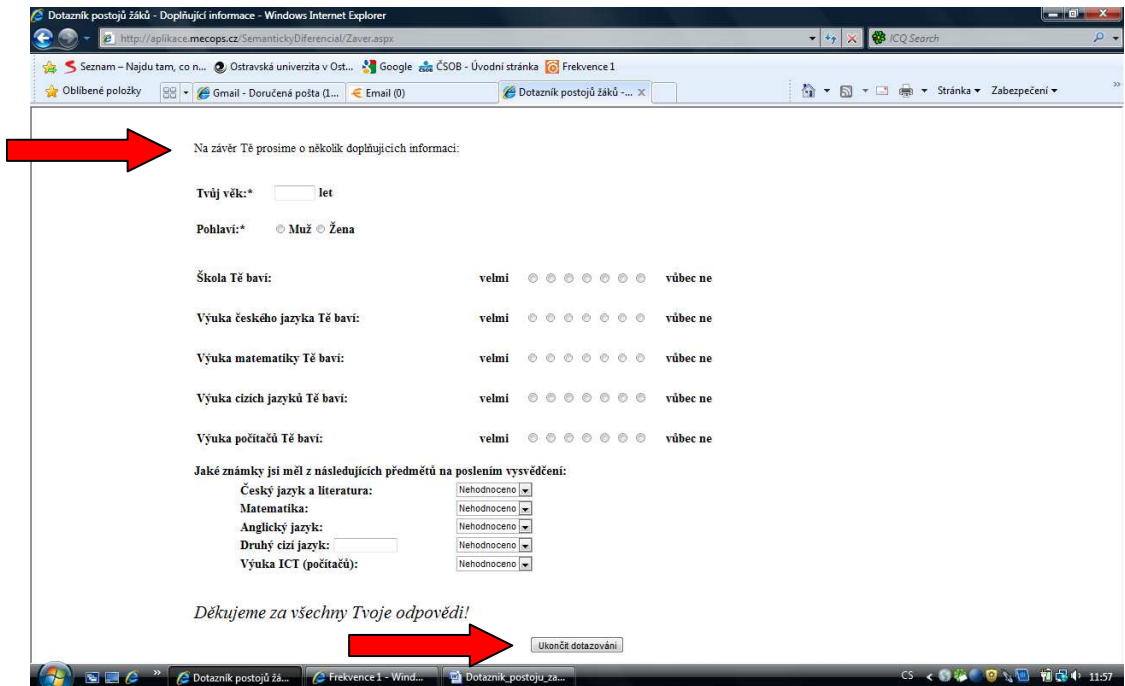 Dotazník postojů žáků - Doplňující informace - Windows Internet Explorer
http://aplikace.mecops.cz/SemantickyDiferencial/Zaver.aspx ICQ Search
Seznam – Najdu tam, co n... Ostravská univerzita v Ost... Google ČSOB - Úvodní stránka Frekvence 1
Oblíbené položky Gmail - Doručená pošta (1... Email (0) Dotazník postojů žáků -... X Stránka Zabezpečení »
Na závěr Tě prosime o několik doplňujicich informaci:
Tvůj věk:* let
Pohlaví:* Muž Žena
Škola Tě baví: velmi vůbec ne
Výuka českého jazyka Tě baví: velmi vůbec ne
Výuka matematiky Tě baví: velmi vůbec ne
Výuka cizích jazyků Tě baví: velmi vůbec ne
Výuka počítačů Tě baví: velmi vůbec ne
Jaké známky jsi měl z následujících předmětů na poslením vysvědčení:
Český jazyk a literatura: Nehodnoceno
Matematika: Nehodnoceno
Anglický jazyk: Nehodnoceno
Druhý cizí jazyk: Nehodnoceno
Výuka ICT (počítačů): Nehodnoceno
Děkujeme za všechny Tvoje odpovědi!
Ukončit dotazování
» Dotazník postojů žá... Frekvence 1 - Wind... Dotaznik_postoju_za... CS 11:57